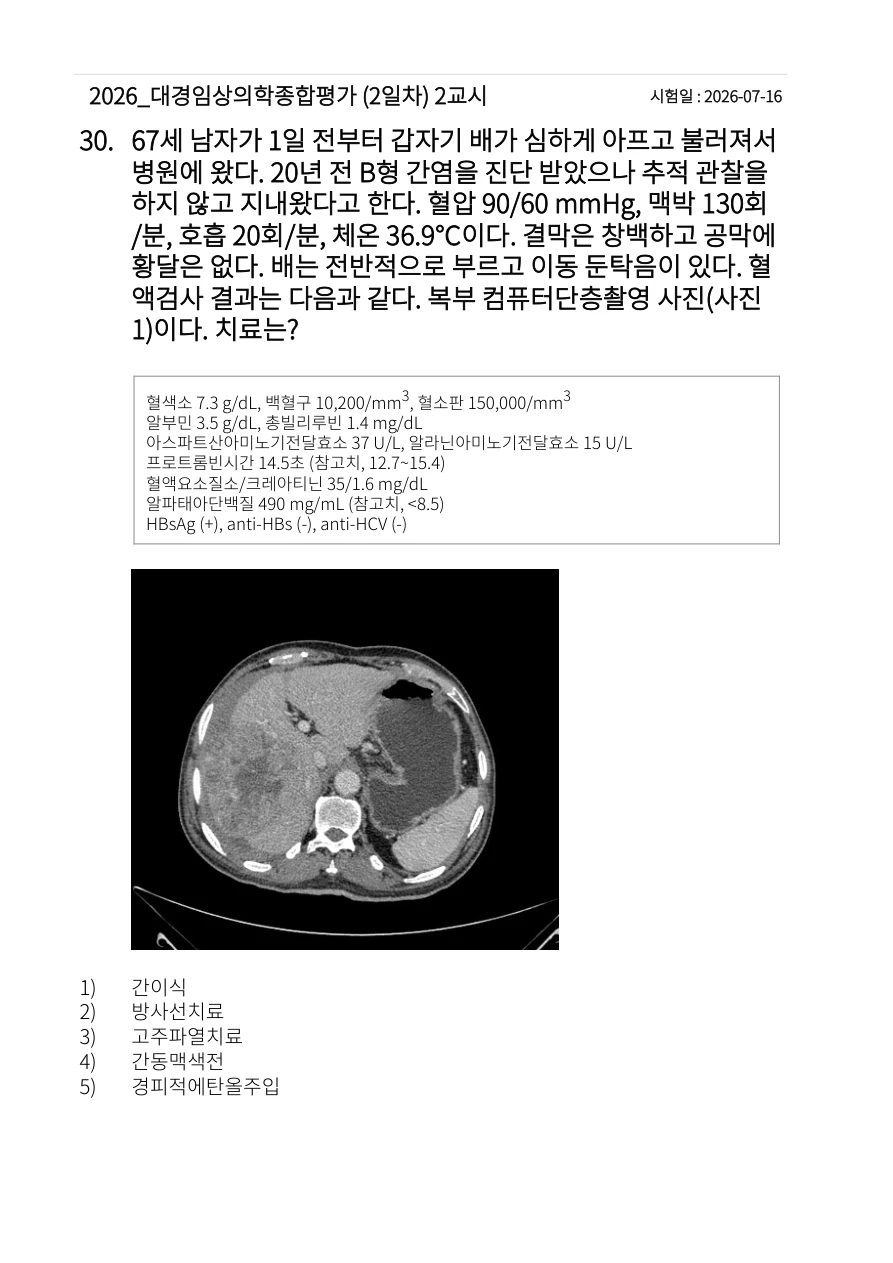 2026_대경임상의학종합평가 (2일차) 2교시
시험일 : 2026-07-16
30. 67세 남자가 1일 전부터 갑자기 배가 심하게 아프고 불러져서
병원에 왔다. 20년 전 B형 간염을 진단 받았으나 추적 관찰을
하지 않고 지내왔다고 한다. 혈압 90/60 mmHg, 맥박 130회
/분, 호흡 20회/분, 체온 36.9℃이다. 결막은 창백하고 공막에
황달은 없다. 배는 전반적으로 부르고 이동 둔탁음이 있다. 혈
액검사 결과는 다음과 같다. 복부 컴퓨터단층촬영 사진(사진
1)이다. 치료는?
혈색소 7.3 g/dL, 백혈구 10,200/mm³, 혈소판 150,000/mm³
알부민 3.5 g/dL, 총빌리루빈 1.4 mg/dL
아스파트산아미노기전달효소 37 U/L, 알라닌아미노기전달효소 15 U/L
프로트롬빈시간 14.5초 (참고치, 12.7~15.4)
혈액요소질소/크레아티닌 35/1.6 mg/dL
알파태아단백질 490 mg/mL (참고치, <8.5)
HBsAg (+), anti-HBs (-), anti-HCV (-)
1) 간이식
2) 방사선치료
3) 고주파열치료
4) 간동맥색전
5) 경피적에탄올주입